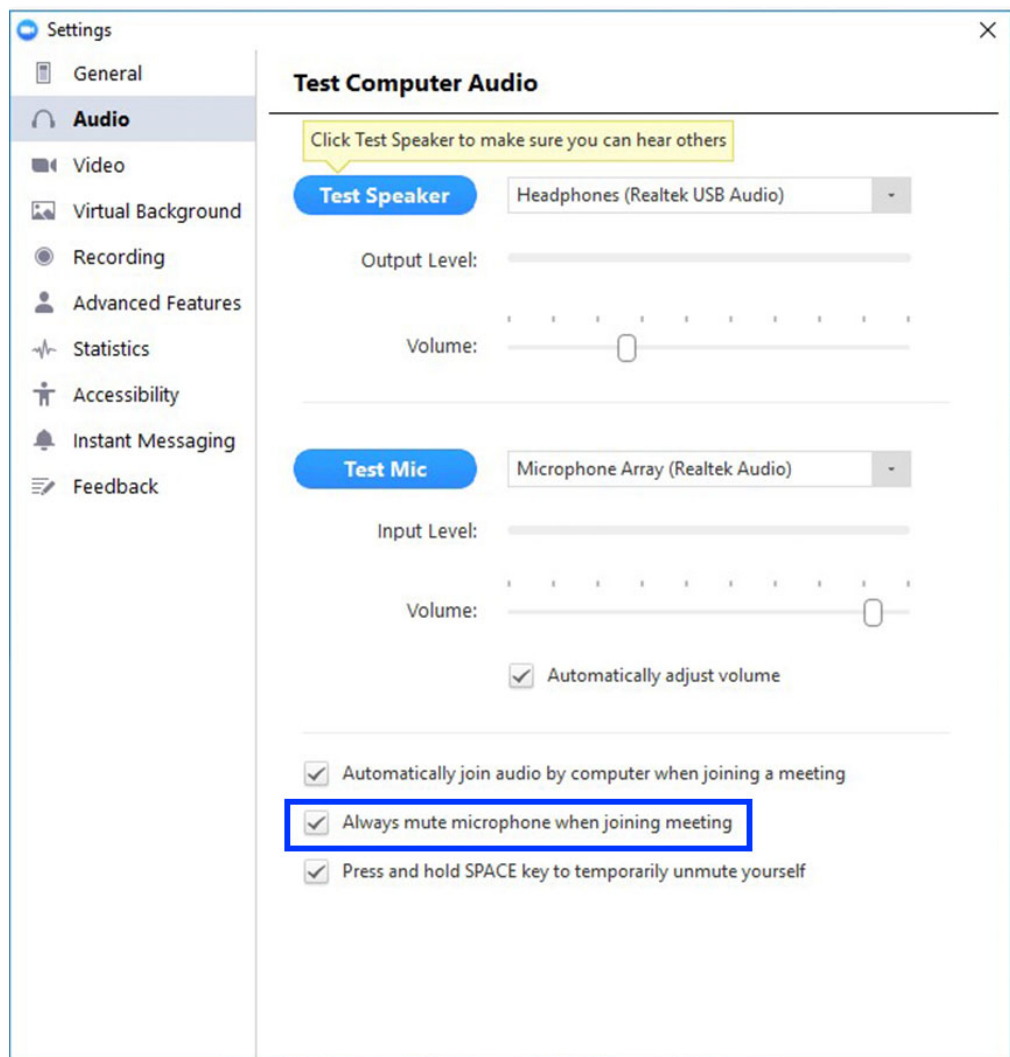 Settings
General
Audio
Video
Virtual Background
Recording
Advanced Features
Statistics
Accessibility
Instant Messaging
Feedback
Test Computer Audio
Click Test Speaker to make sure you can hear others
Test Speaker
Headphones (Realtek USB Audio)
Output Level:
Volume:
Test Mic
Microphone Array (Realtek Audio)
Input Level:
Volume:
Automatically adjust volume
Automatically join audio by computer when joining a meeting
Always mute microphone when joining meeting
Press and hold SPACE key to temporarily unmute yourself